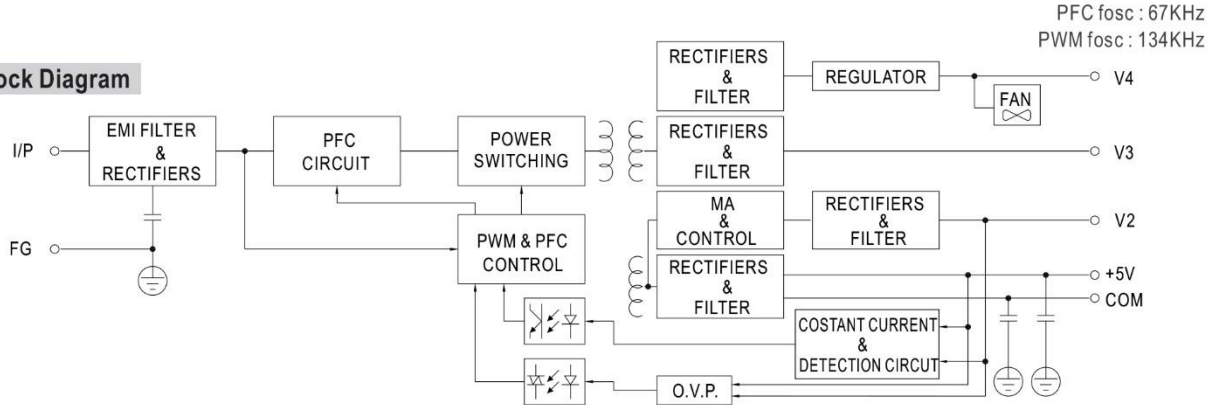 PFC fosc : 67KHz
PWM fosc : 134KHz
ock Diagram
RECTIFIERS
&
FILTER
REGULATOR
V4
FAN
I/P
EMI FILTER
&
RECTIFIERS
PFC
CIRCUIT
POWER
SWITCHING
RECTIFIERS
&
FILTER
V3
MA
&
CONTROL
RECTIFIERS
&
FILTER
V2
FG
PWM & PFC
CONTROL
RECTIFIERS
&
FILTER
+5V
COM
COSTANT CURRENT
&
DETECTION CIRCUT
O.V.P.